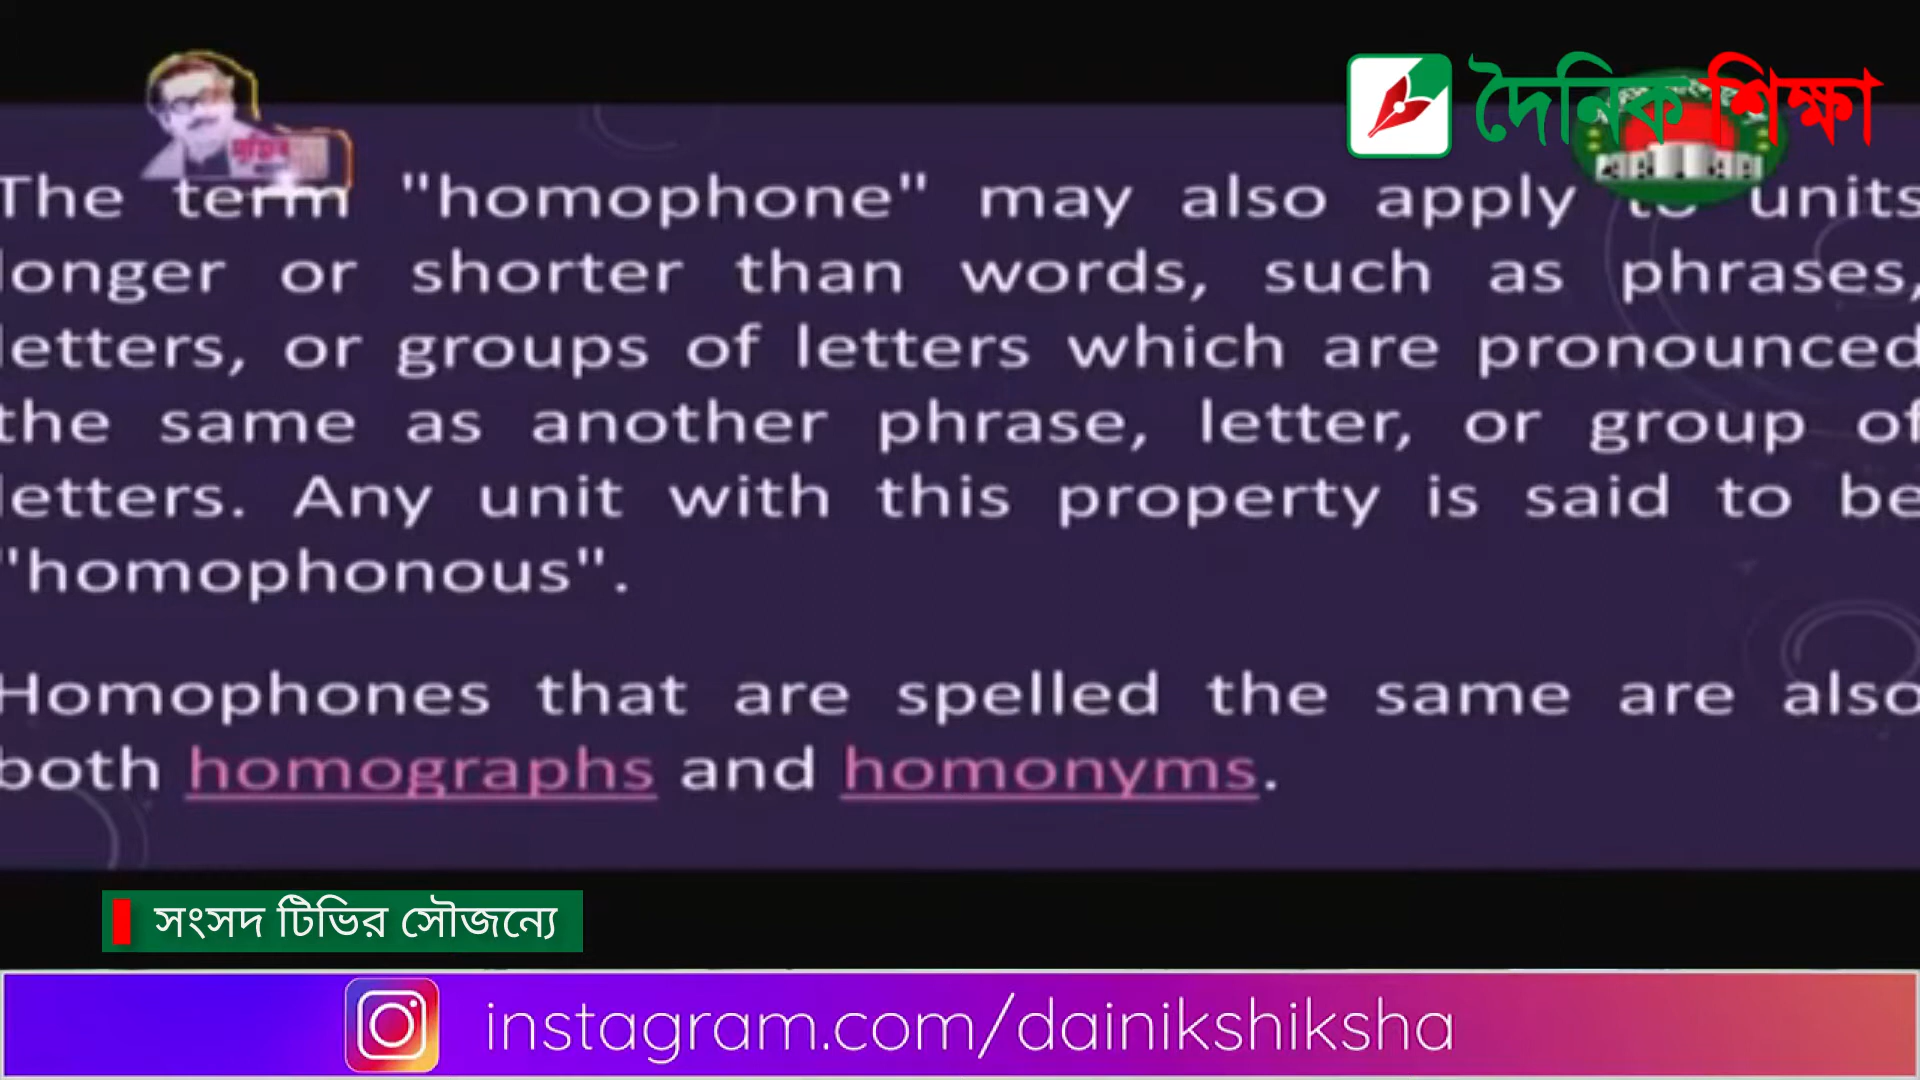 দৈনিক শিক্ষা
The term "homophone" may also apply to units
longer or shorter than words, such as phrases,
letters, or groups of letters which are pronounced
the same as another phrase, letter, or group of
letters. Any unit with this property is said to be
"homophonous".
Homophones that are spelled the same are also
both homographs and homonyms.
সংসদ টিভির সৌজন্যে
instagram.com/dainikshiksha